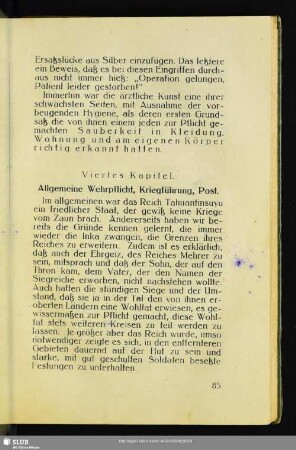 Ersatzstücke aus Silber einzufügen. Das letztere
ein Beweis, daß es bei diesen Eingriffen durch-
aus nicht immer hieß: „Operation gelungen,
Patient leider gestorben!“
Immerhin war die ärztliche Kunst eine ihrer
schwächsten Seiten, mit Ausnahme der vor-
beugenden Hygiene, als deren ersten Grund-
satz die von ihnen einem jeden zur Pflicht ge-
machten Sauberkeit in Kleidung,
Wohnung und am eigenen Körper
richtig erkannt hatten.
Viertes Kapitel.
Allgemeine Wehrpflicht, Kriegführung, Post.
Im allgemeinen war das Reich Tahuantinsuyu
ein friedlicher Staat, der gewiß keine Kriege
vom Zaun brach. Andererseits haben wir be-
reits die Gründe kennen gelernt, die immer
wieder die Inka zwangen, die Grenzen ihres
Reiches zu erweitern. Zudem ist es erklärlich,
daß auch der Ehrgeiz, des Reiches Mehrer zu
sein, mitsprach und daß der Sohn, der auf den
Thron kam, dem Vater, der den Namen der
Siegreiche erworben, nicht nachstehen wollte.
Auch hatten die ständigen Siege und der Um-
stand, daß sie ja in der Tat den von ihnen er-
oberten Ländern eine Wohltat erwiesen, es ge-
wissermaßen zur Pflicht gemacht, diese Wohl-
tat stets weiteren Kreisen zu teil werden zu
lassen. Je größer aber das Reich wurde, umso
notwendiger zeigte es sich, in den entfernteren
Gebieten dauernd auf der Hut zu sein und
starke, mit gut geschulten Soldaten besetzte
Festungen zu unterhalten.
85
SLUB